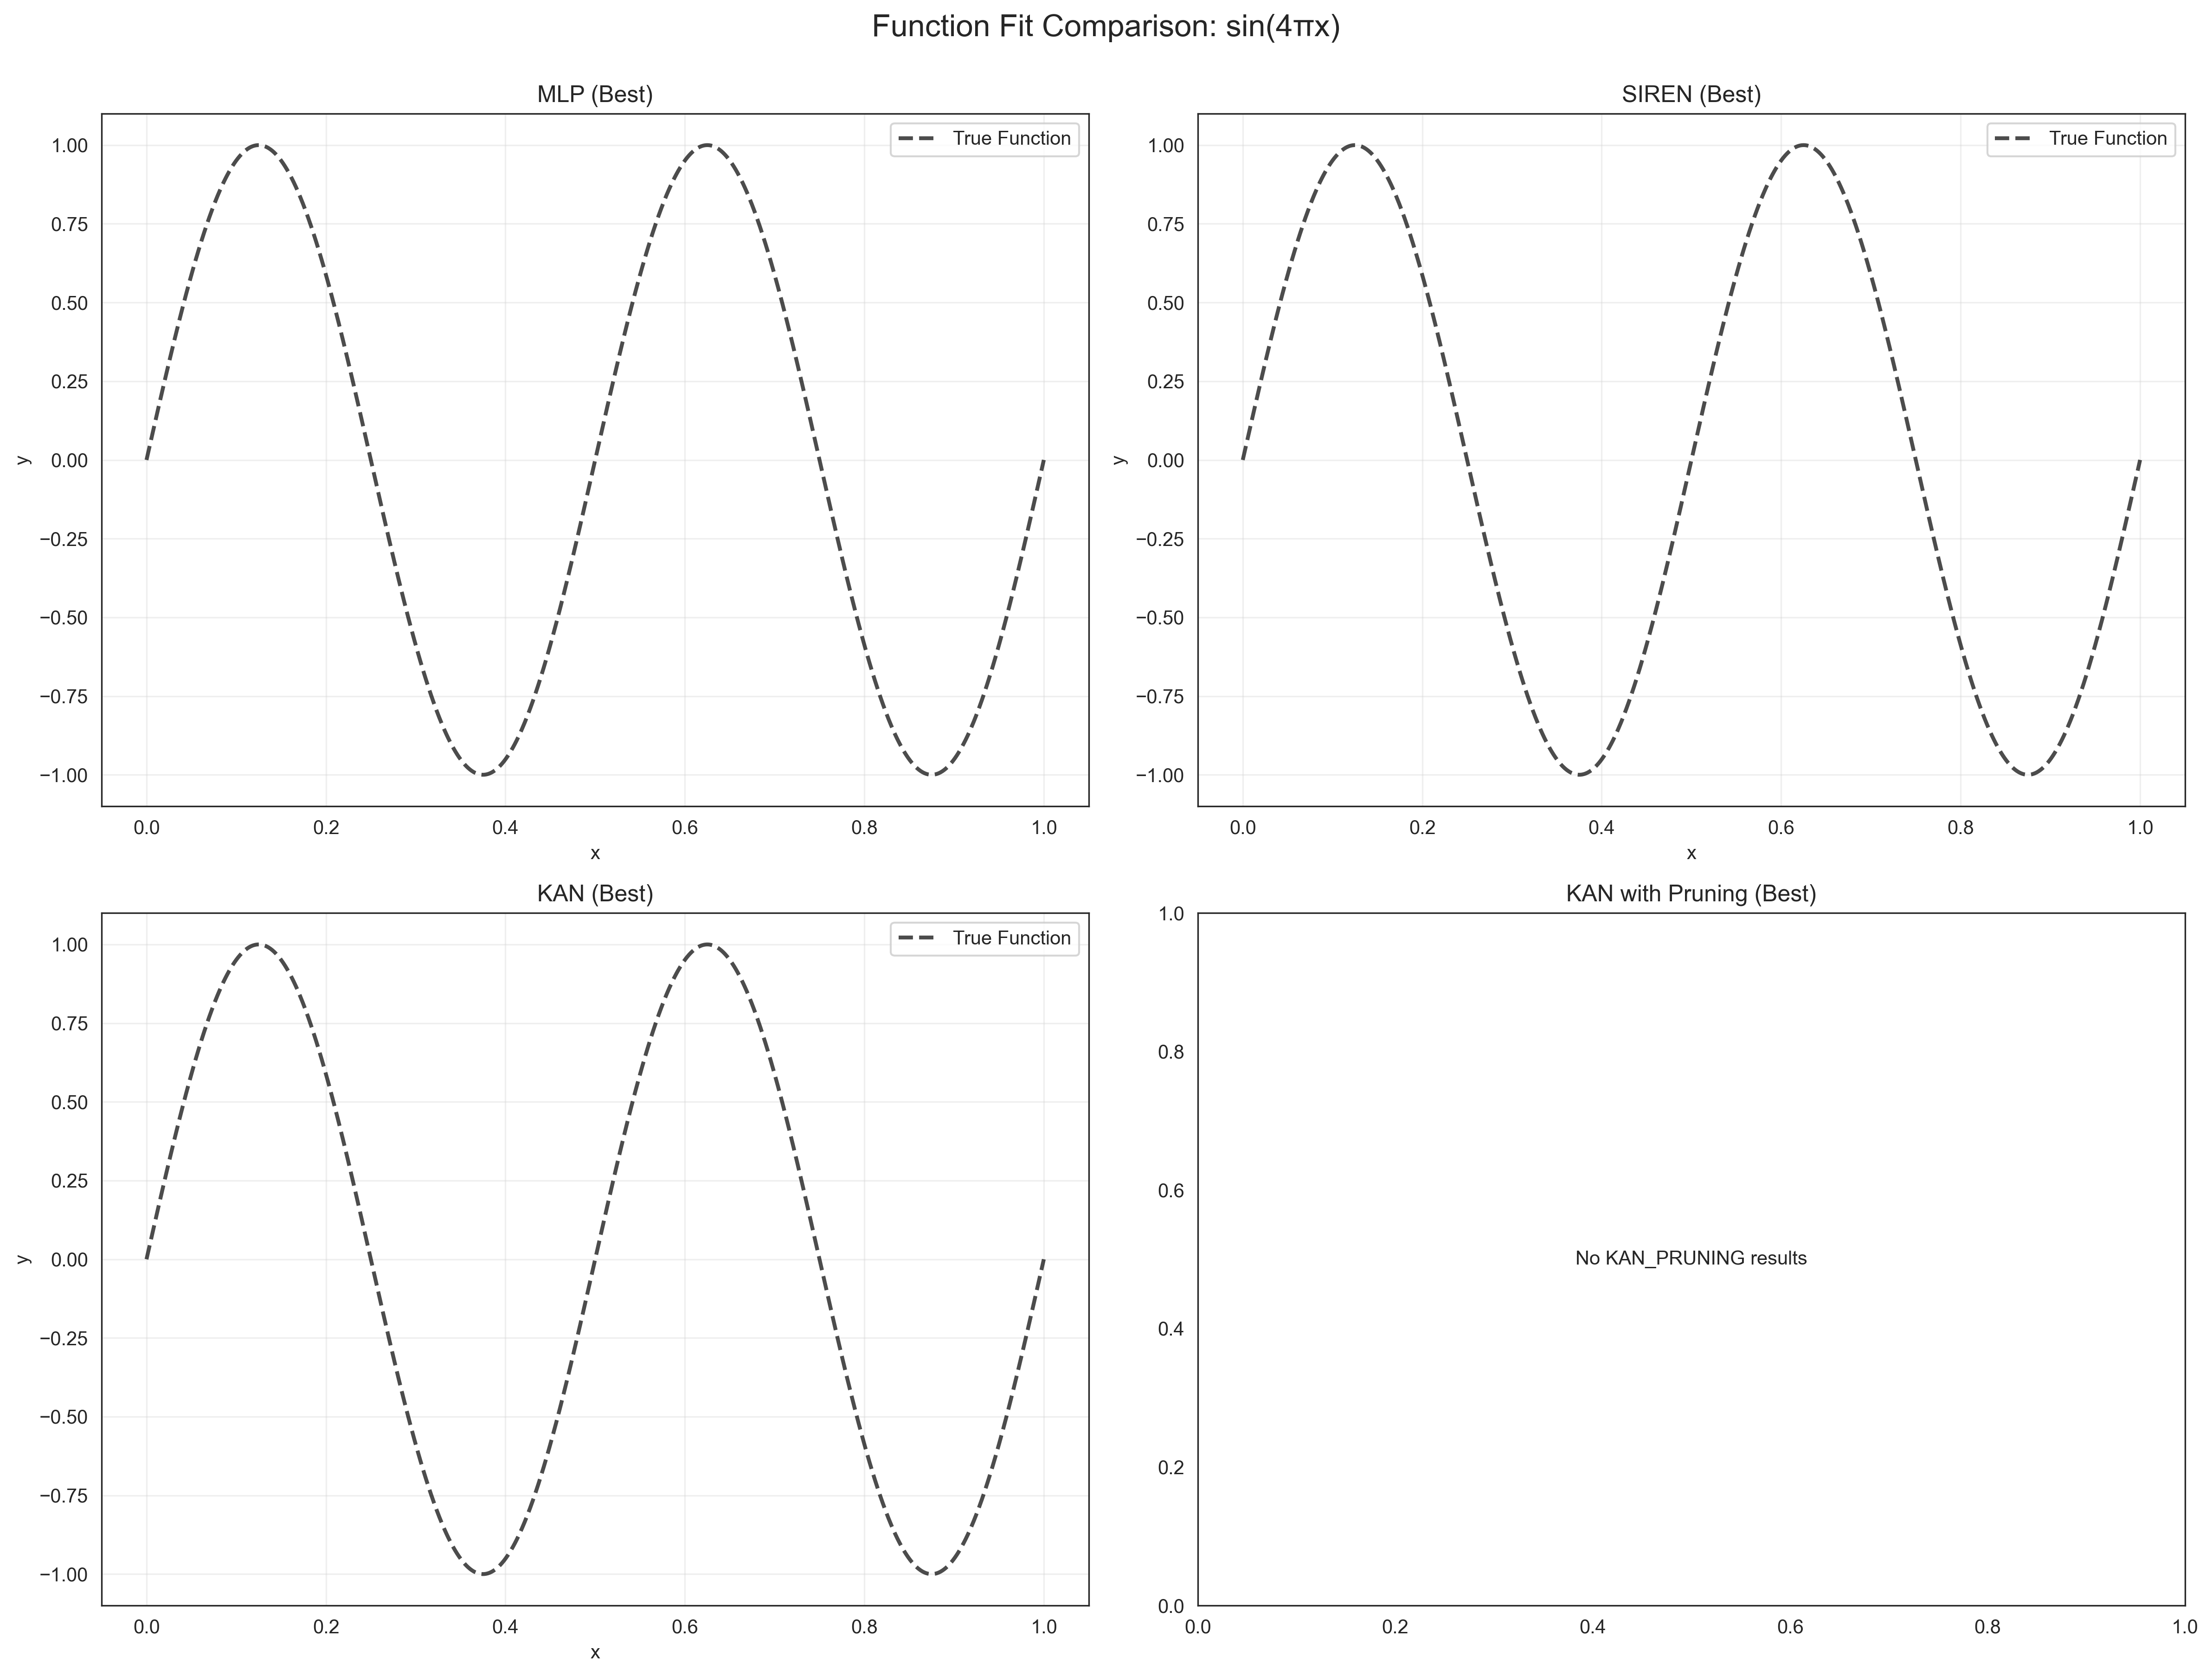 Function Fit Comparison: sin(4πx)
MLP (Best)
True Function
1.00
0.75
0.50
0.25
0.00
−0.25
−0.50
−0.75
−1.00
y
0.0 0.2 0.4 0.6 0.8 1.0
x
SIREN (Best)
True Function
1.00
0.75
0.50
0.25
0.00
−0.25
−0.50
−0.75
−1.00
y
0.0 0.2 0.4 0.6 0.8 1.0
x
KAN (Best)
True Function
1.00
0.75
0.50
0.25
0.00
−0.25
−0.50
−0.75
−1.00
y
0.0 0.2 0.4 0.6 0.8 1.0
x
KAN with Pruning (Best)
1.0
0.8
0.6
No KAN_PRUNING results
0.4
0.2
0.0
0.0 0.2 0.4 0.6 0.8 1.0